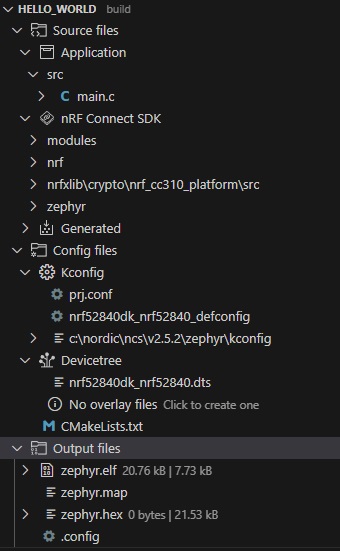 HELLO_WORLD build
Source files
Application
src
C main.c
nRF Connect SDK
modules
nrf
nrfxlib\crypto\nrf_cc310_platform\src
zephyr
Generated
Config files
Kconfig
prj.conf
nrf52840dk_nrf52840_defconfig
c:\nordic\ncs\v2.5.2\zephyr\kconfig
Devicetree
nrf52840dk_nrf52840.dts
No overlay files Click to create one
M CMakeLists.txt
Output files
zephyr.elf 20.76 kB | 7.73 kB
zephyr.map
zephyr.hex 0 bytes | 21.53 kB
.config